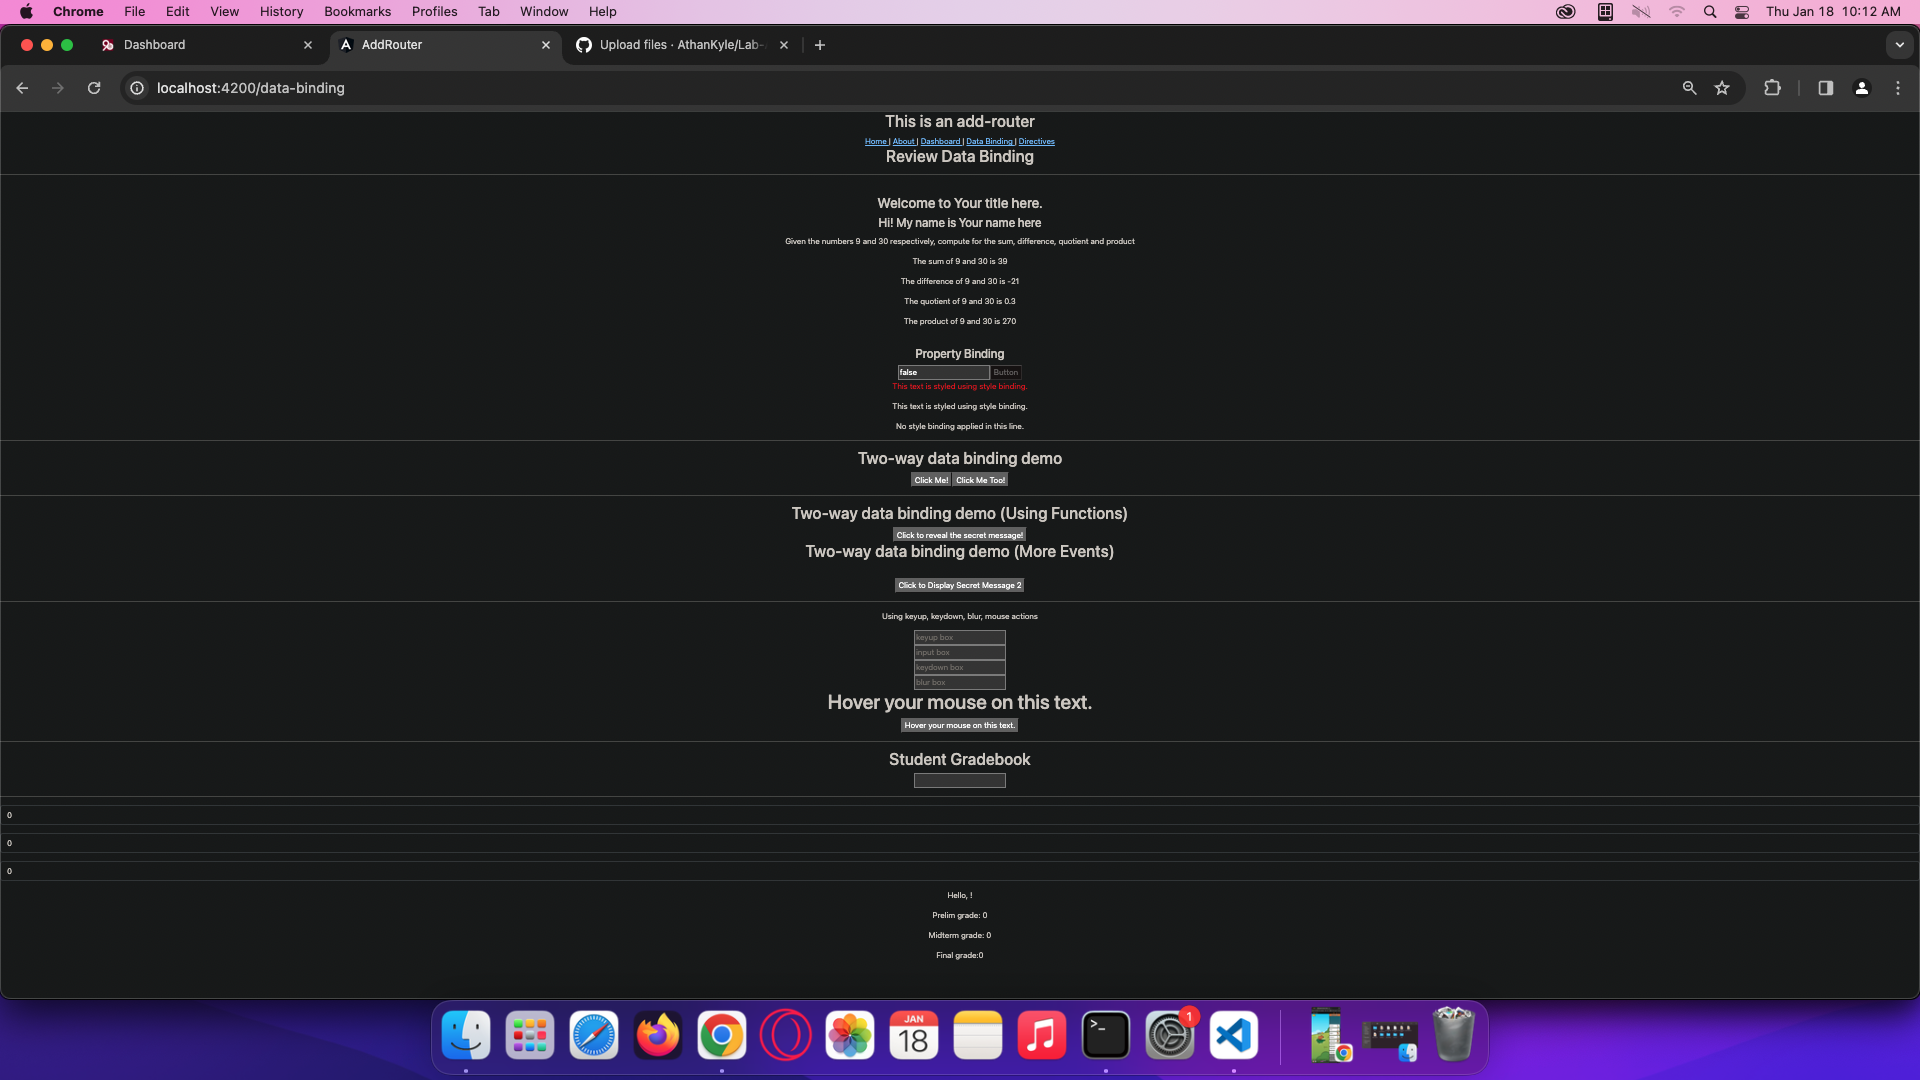 Chrome File Edit View History Bookmarks Profiles Tab Window Help Thu Jan 18 10:12 AM
Dashboard AddRouter Upload files · AthanKyle/Lab-
localhost:4200/data-binding
This is an add-router
Home | About | Dashboard | Data Binding | Directives
Review Data Binding
Welcome to Your title here.
Hi! My name is Your name here
Given the numbers 9 and 30 respectively, compute for the sum, difference, quotient and product
The sum of 9 and 30 is 39
The difference of 9 and 30 is -21
The quotient of 9 and 30 is 0.3
The product of 9 and 30 is 270
Property Binding
false Button
This text is styled using style binding.
This text is styled using style binding.
No style binding applied in this line.
Two-way data binding demo
Click Me! Click Me Too!
Two-way data binding demo (Using Functions)
Click to reveal the secret message!
Two-way data binding demo (More Events)
Click to Display Secret Message 2
Using keyup, keydown, blur, mouse actions
keyup box
input box
keydown box
blur box
Hover your mouse on this text.
Hover your mouse on this text.
Student Gradebook
0
0
0
Hello, !
Prelim grade: 0
Midterm grade: 0
Final grade:0
JAN
18
1